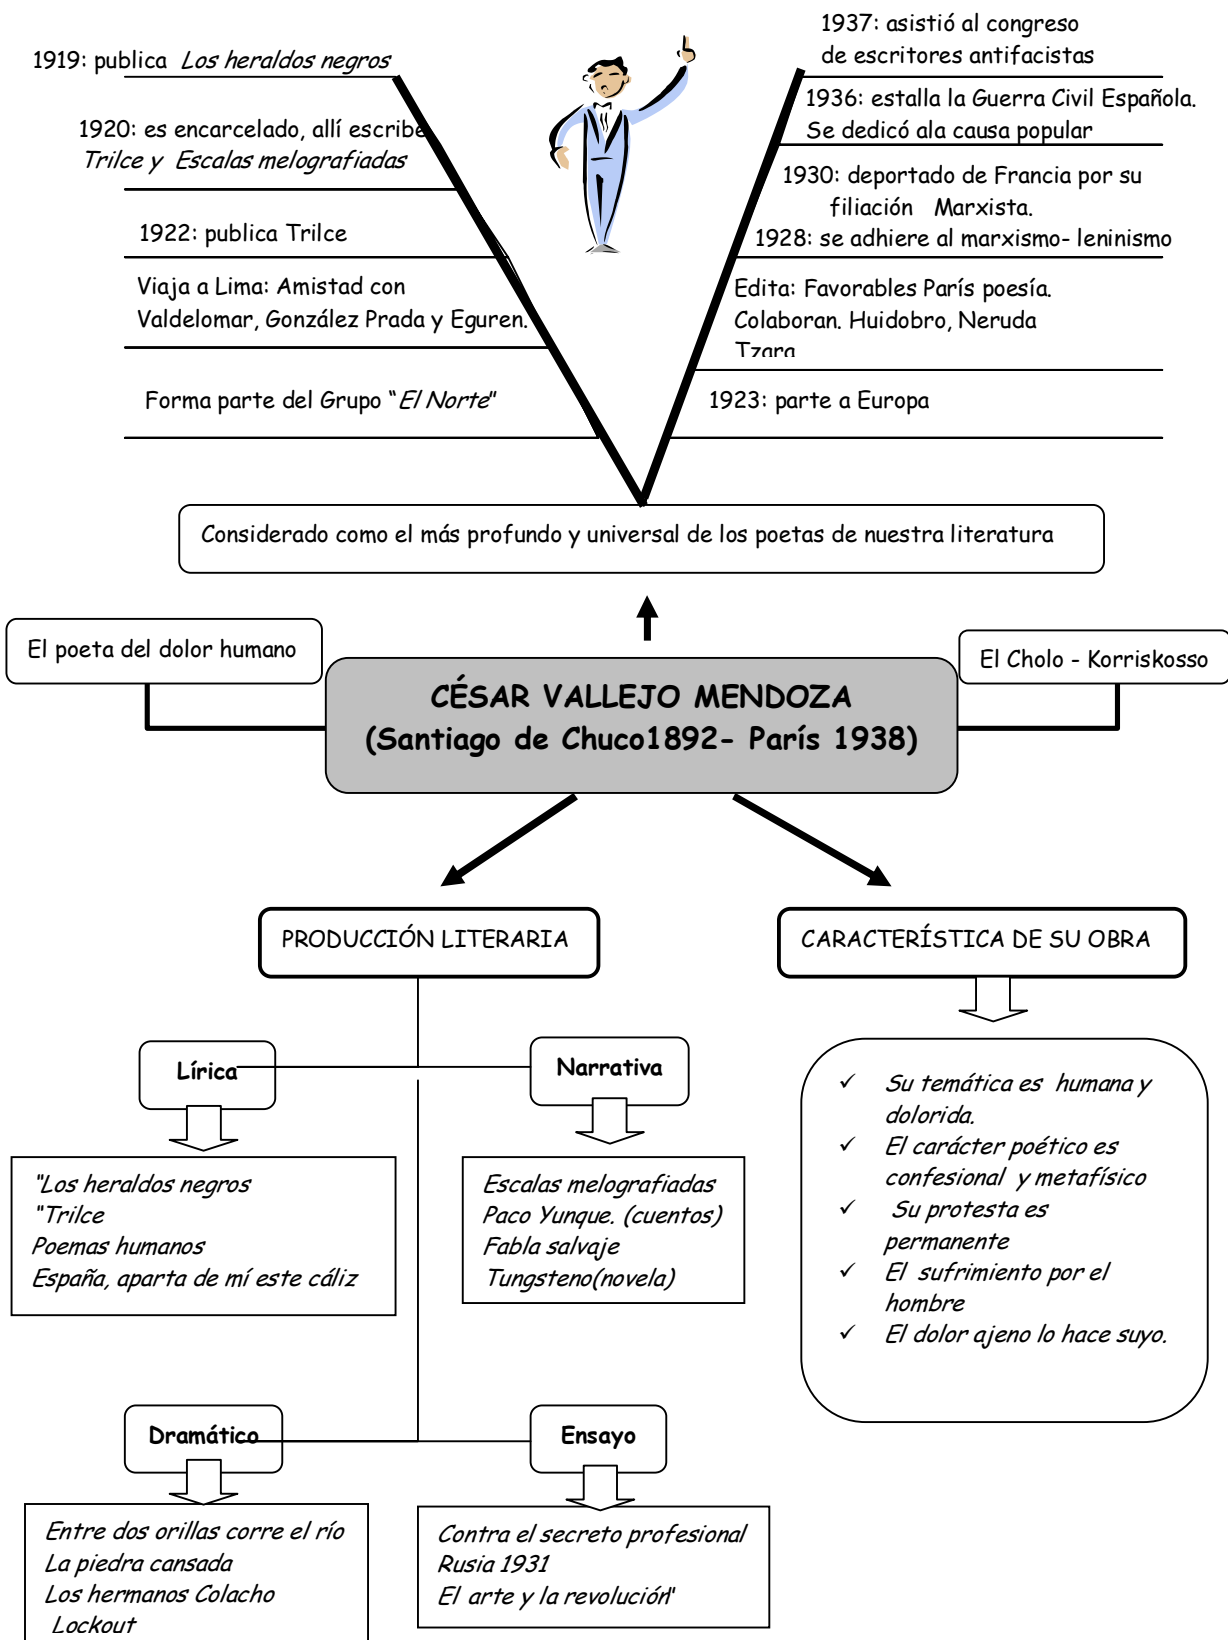 1919: publica Los heraldos negros
1920: es encarcelado, allí escribe
Trilce y Escalas melografiadas
1922: publica Trilce
Viaja a Lima: Amistad con
Valdelomar, González Prada y Eguren.
Forma parte del Grupo "El Norte"
1937: asistió al congreso
de escritores antifacistas
1936: estalla la Guerra Civil Española.
Se dedicó ala causa popular
1930: deportado de Francia por su
filiación Marxista.
1928: se adhiere al marxismo- leninismo
Edita: Favorables París poesía.
Colaboran. Huidobro, Neruda
Tzara
1923: parte a Europa
Considerado como el más profundo y universal de los poetas de nuestra literatura
El poeta del dolor humano
El Cholo - Korriskosso
CÉSAR VALLEJO MENDOZA
(Santiago de Chuco1892- París 1938)
PRODUCCIÓN LITERARIA
CARACTERÍSTICA DE SU OBRA
Lírica
Narrativa
"Los heraldos negros
"Trilce
Poemas humanos
España, aparta de mí este cáliz
Escalas melografiadas
Paco Yunque. (cuentos)
Fabla salvaje
Tungsteno(novela)
✓ Su temática es humana y
dolorida.
✓ El carácter poético es
confesional y metafísico
✓ Su protesta es
permanente
✓ El sufrimiento por el
hombre
✓ El dolor ajeno lo hace suyo.
Dramático
Ensayo
Entre dos orillas corre el río
La piedra cansada
Los hermanos Colacho
Lockout
Contra el secreto profesional
Rusia 1931
El arte y la revolución"